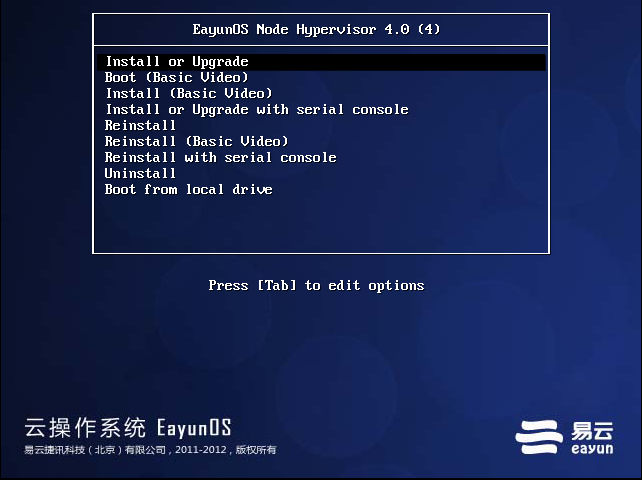 EayunOS Node Hypervisor 4.0 (4)
Install or Upgrade
Boot (Basic Video)
Install (Basic Video)
Install or Upgrade with serial console
Reinstall
Reinstall (Basic Video)
Reinstall with serial console
Uninstall
Boot from local drive
Press [Tab] to edit options
云操作系统 EayunOS
易云捷讯科技（北京）有限公司，2011-2012，版权所有
易云
eayun